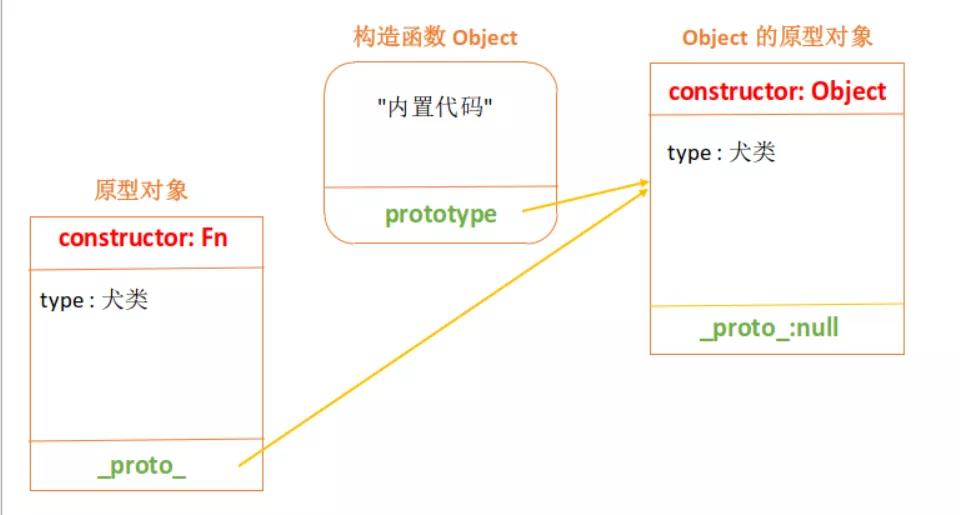 构造函数 Object
Object 的原型对象
"内置代码"
constructor: Object
type : 犬类
原型对象
prototype
constructor: Fn
type : 犬类
_proto_:null
_proto_